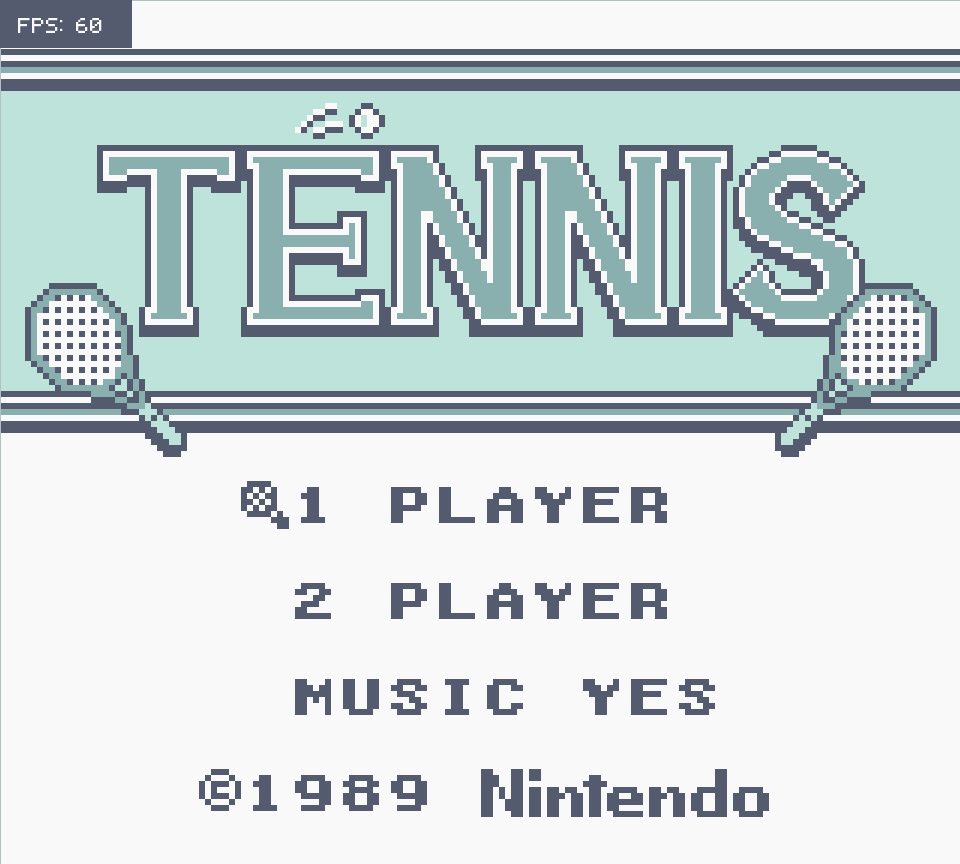 FPS: 60
TENNIS
1 PLAYER
2 PLAYER
MUSIC YES
©1989 Nintendo